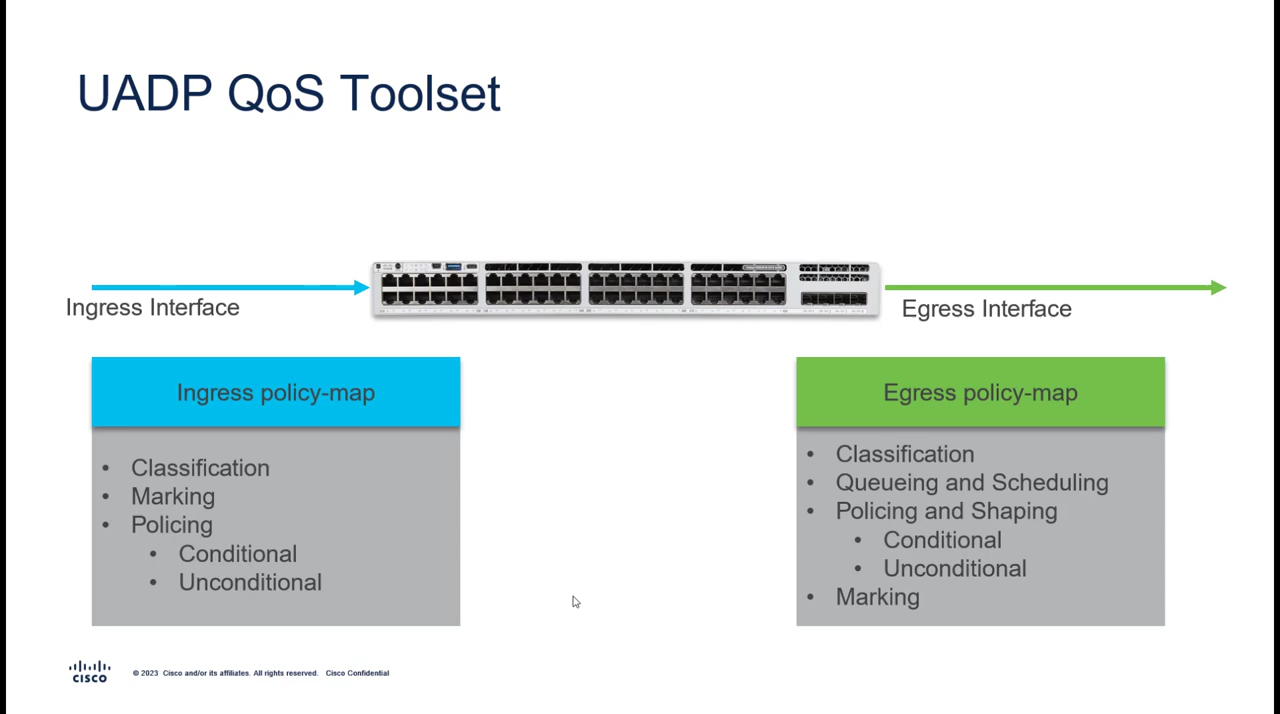 UADP QoS Toolset
Ingress Interface
Egress Interface
Ingress policy-map
• Classification
• Marking
• Policing
• Conditional
• Unconditional
Egress policy-map
• Classification
• Queueing and Scheduling
• Policing and Shaping
• Conditional
• Unconditional
• Marking
CISCO
© 2023 Cisco and/or its affiliates. All rights reserved. Cisco Confidential